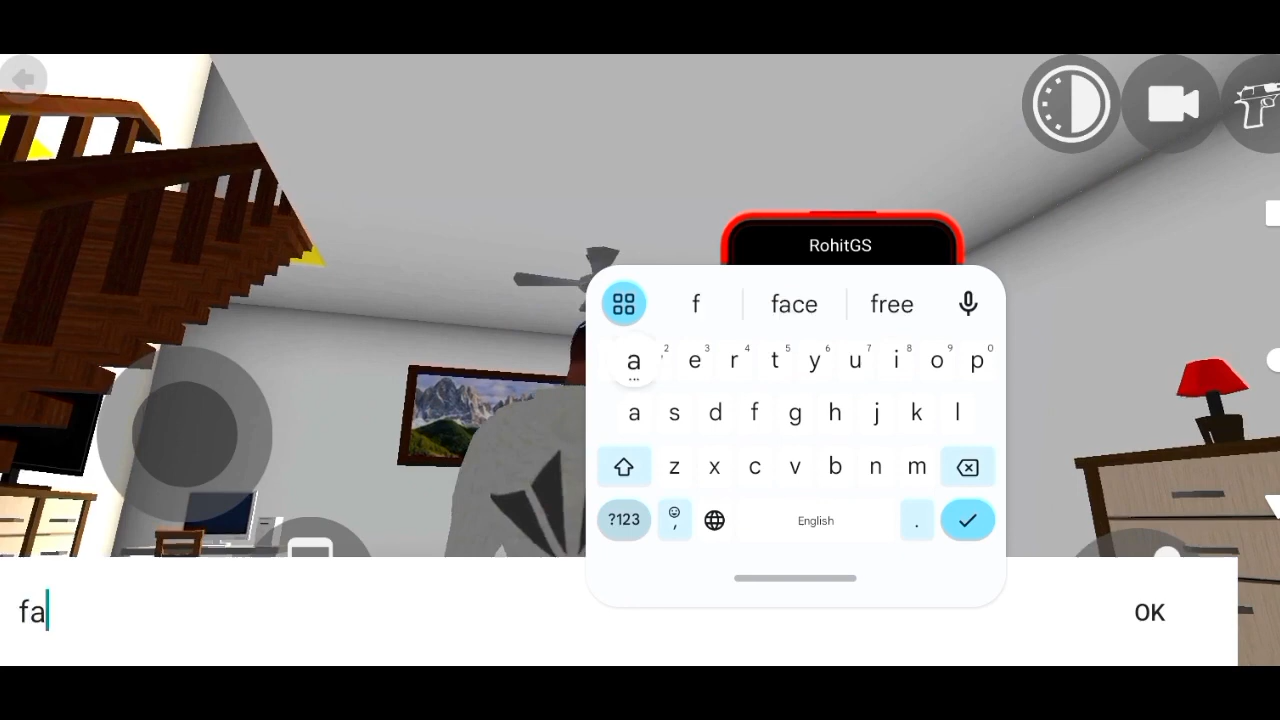 RohitGS
f face free
a 2 e 3 r 4 t 5 y 6 u 7 i 8 o 9 p 0
a s d f g h j k l
z x c v b n m
?123 , English .
fa
OK